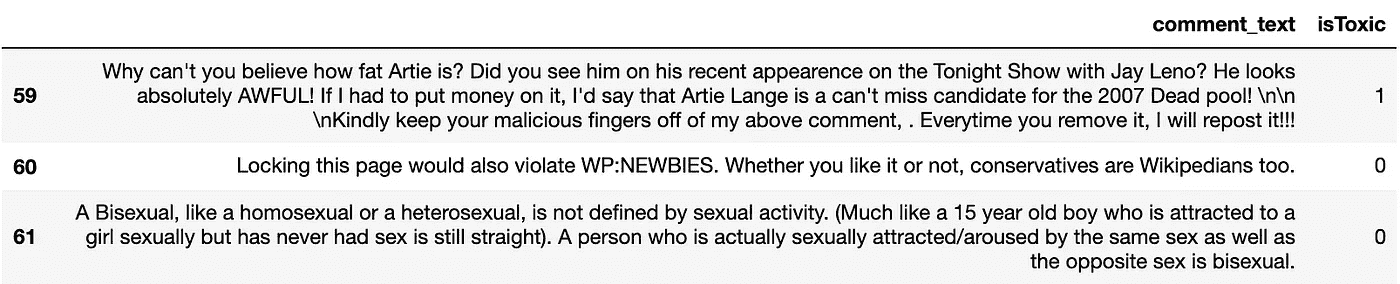 comment_text isToxic
Why can't you believe how fat Artie is? Did you see him on his recent appearence on the Tonight Show with Jay Leno? He looks
59 absolutely AWFUL! If I had to put money on it, I'd say that Artie Lange is a can't miss candidate for the 2007 Dead pool! \n\n 1
\nKindly keep your malicious fingers off of my above comment, . Everytime you remove it, I will repost it!!!
60 Locking this page would also violate WP:NEWBIES. Whether you like it or not, conservatives are Wikipedians too. 0
A Bisexual, like a homosexual or a heterosexual, is not defined by sexual activity. (Much like a 15 year old boy who is attracted to a
61 girl sexually but has never had sex is still straight). A person who is actually sexually attracted/aroused by the same sex as well as 0
the opposite sex is bisexual.